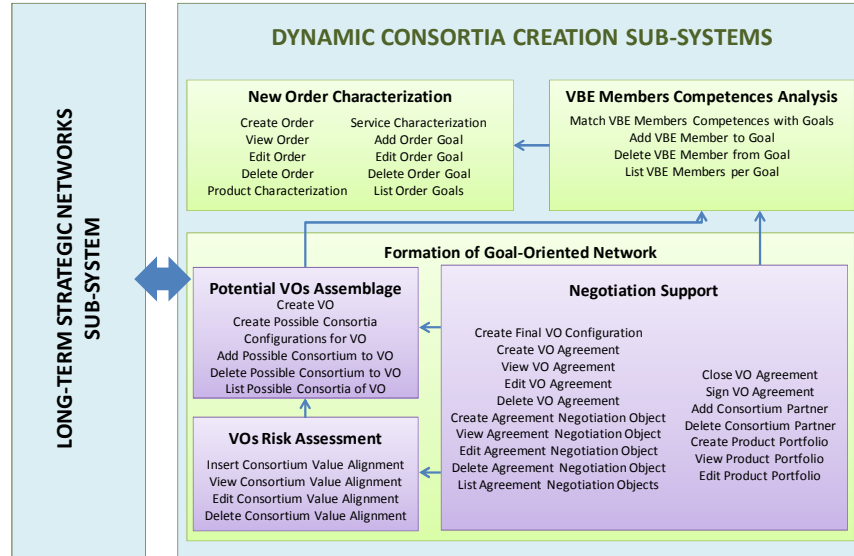 LONG-TERM STRATEGIC NETWORKS
SUB-SYSTEM
DYNAMIC CONSORTIA CREATION SUB-SYSTEMS
New Order Characterization
Create Order
View Order
Edit Order
Delete Order
Product Characterization
Service Characterization
Add Order Goal
Edit Order Goal
Delete Order Goal
List Order Goals
VBE Members Competences Analysis
Match VBE Members Competences with Goals
Add VBE Member to Goal
Delete VBE Member from Goal
List VBE Members per Goal
Formation of Goal-Oriented Network
Potential VOs Assemblage
Create VO
Create Possible Consortia
Configurations for VO
Add Possible Consortium to VO
Delete Possible Consortium to VO
List Possible Consortia of VO
VOs Risk Assessment
Insert Consortium Value Alignment
View Consortium Value Alignment
Edit Consortium Value Alignment
Delete Consortium Value Alignment
Negotiation Support
Create Final VO Configuration
Create VO Agreement
View VO Agreement
Edit VO Agreement
Delete VO Agreement
Create Agreement Negotiation Object
View Agreement Negotiation Object
Edit Agreement Negotiation Object
Delete Agreement Negotiation Object
List Agreement Negotiation Objects
Close VO Agreement
Sign VO Agreement
Add Consortium Partner
Delete Consortium Partner
Create Product Portfolio
View Product Portfolio
Edit Product Portfolio